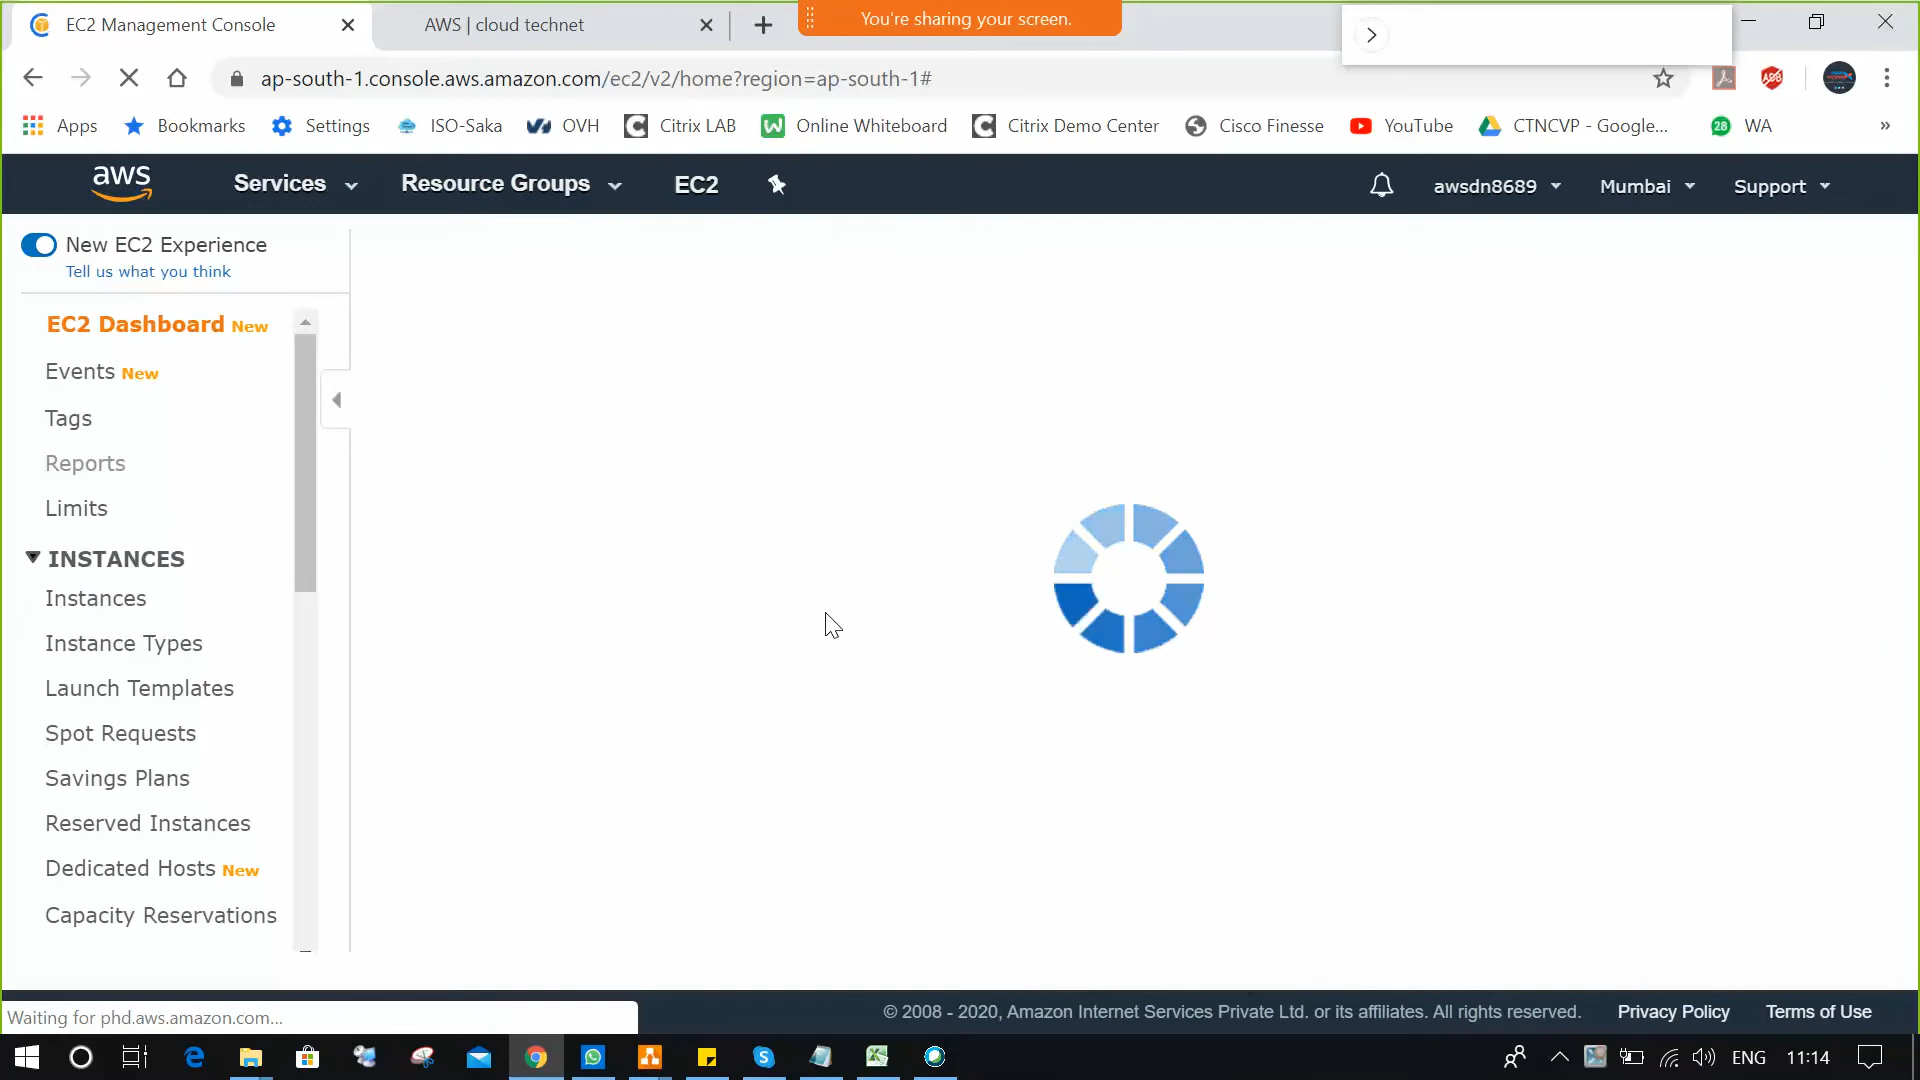 EC2 Management Console
AWS | cloud technet
You're sharing your screen.
ap-south-1.console.aws.amazon.com/ec2/v2/home?region=ap-south-1#
ABP
Apps
Bookmarks
Settings
ISO-Saka
OVH
Citrix LAB
Online Whiteboard
Citrix Demo Center
Cisco Finesse
YouTube
CTNCVP - Google...
28
WA
»
aws
Services
Resource Groups
EC2
awsdn8689
Mumbai
Support
New EC2 Experience
Tell us what you think
EC2 Dashboard New
Events New
Tags
Reports
Limits
INSTANCES
Instances
Instance Types
Launch Templates
Spot Requests
Savings Plans
Reserved Instances
Dedicated Hosts New
Capacity Reservations
© 2008 - 2020, Amazon Internet Services Private Ltd. or its affiliates. All rights reserved.
Privacy Policy
Terms of Use
Waiting for phd.aws.amazon.com...
ENG
11:14